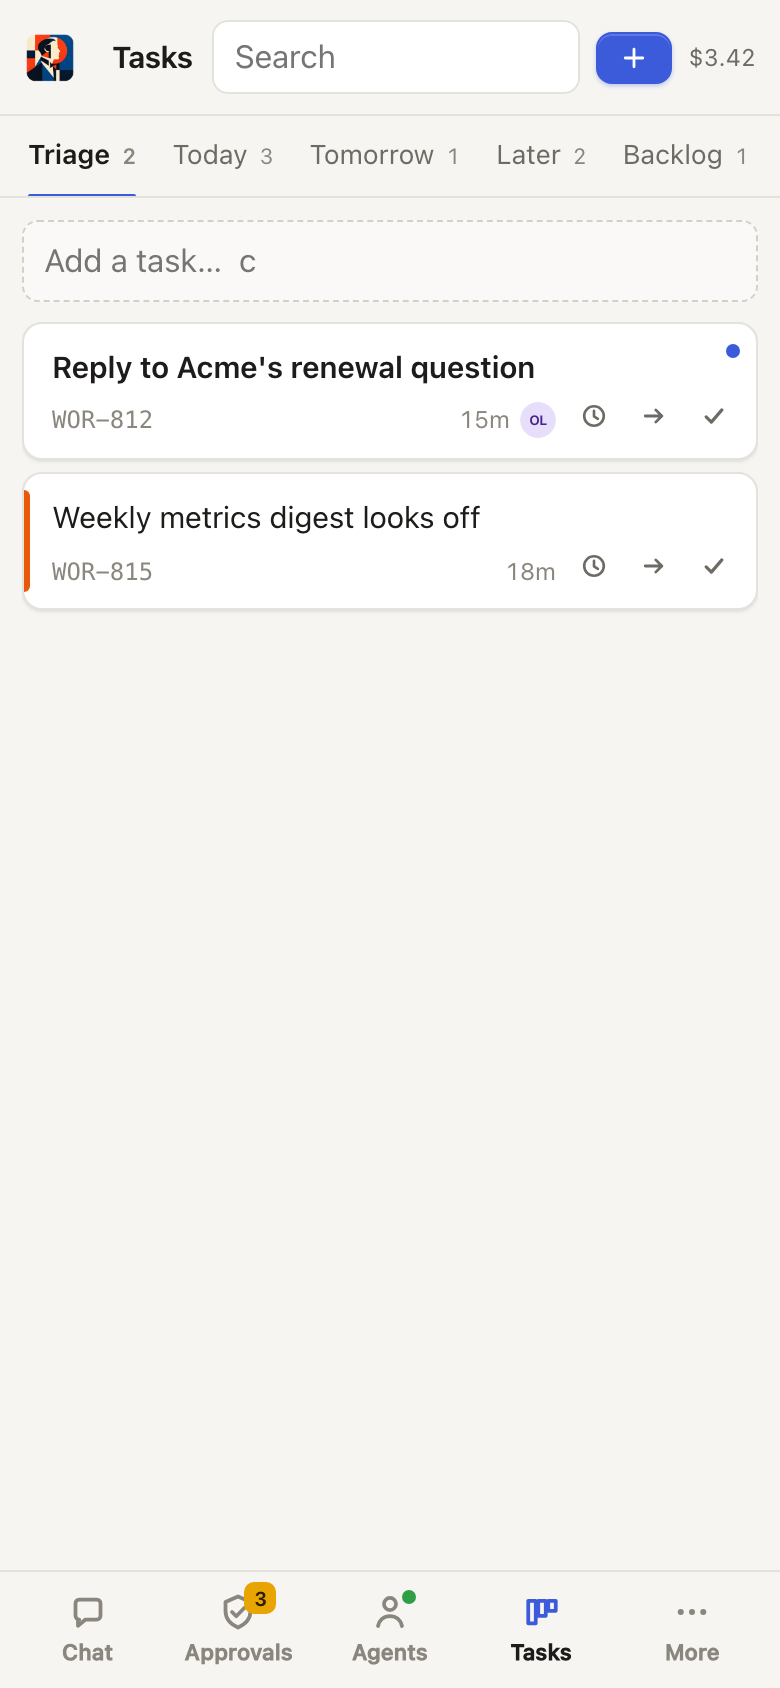 Tasks
Search
+
$3.42
Triage 2
Today 3
Tomorrow 1
Later 2
Backlog 1
Add a task... c
Reply to Acme's renewal question
WOR-812
15m
OL
Weekly metrics digest looks off
WOR-815
18m
Chat
3
Approvals
Agents
Tasks
More